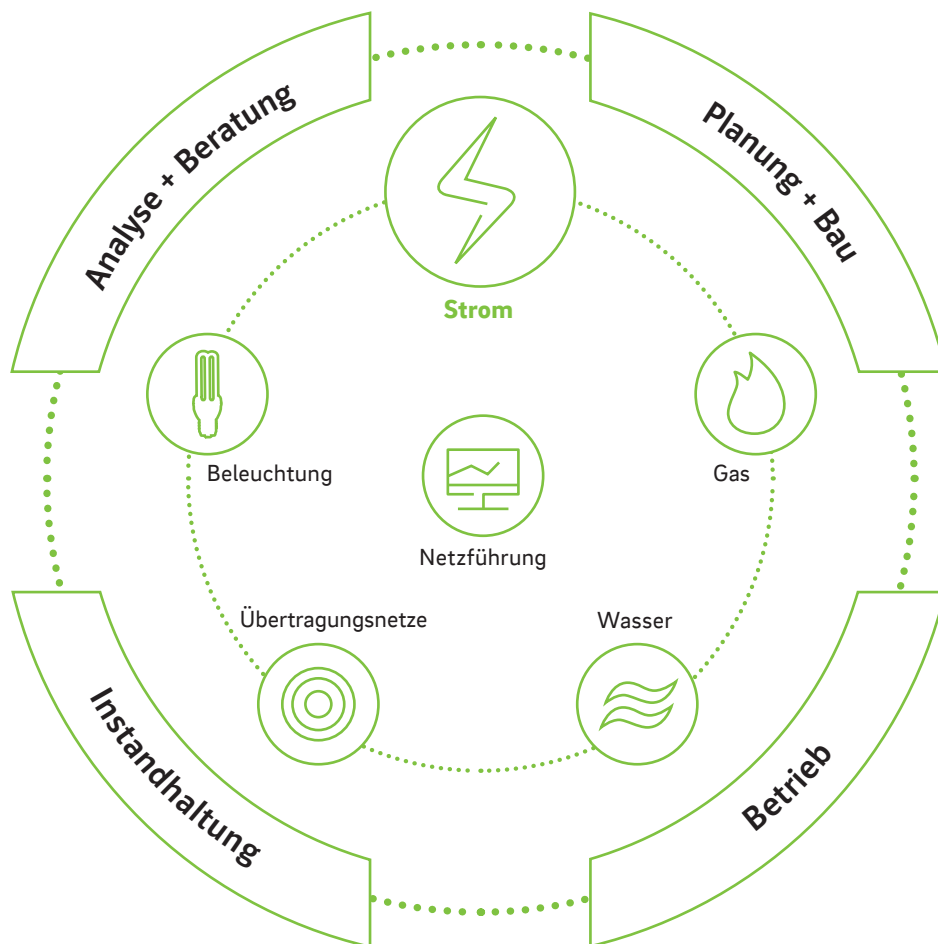 Analyse + Beratung
Planung + Bau
Strom
Beleuchtung
Gas
Netzführung
Übertragungsnetze
Wasser
Instandhaltung
Betrieb